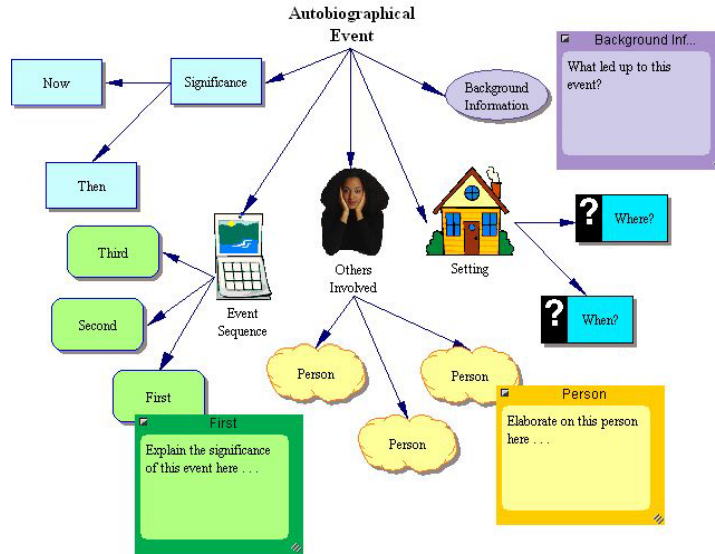 Autobiographical
Event
Background Inf...
What led up to this
event?
Now
Significance
Background
Information
Then
?
Where?
Third
Others
Involved
Setting
Second
Event
Sequence
?
When?
First
Person
Person
Person
First
Explain the significance
of this event here . . .
Person
Elaborate on this person
here . . .